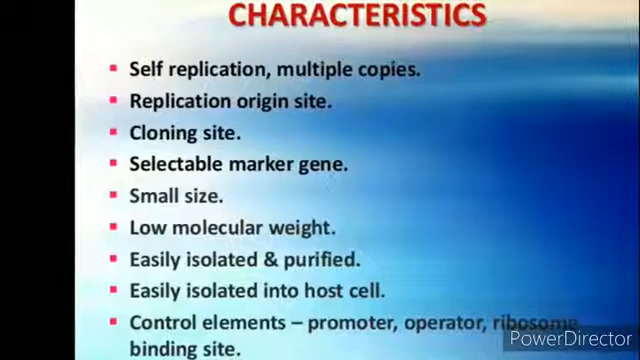 CHARACTERISTICS
Self replication, multiple copies.
Replication origin site.
Cloning site.
Selectable marker gene.
Small size.
Low molecular weight.
Easily isolated & purified.
Easily isolated into host cell.
Control elements – promoter, operator, ribosome
binding site.
PowerDirector